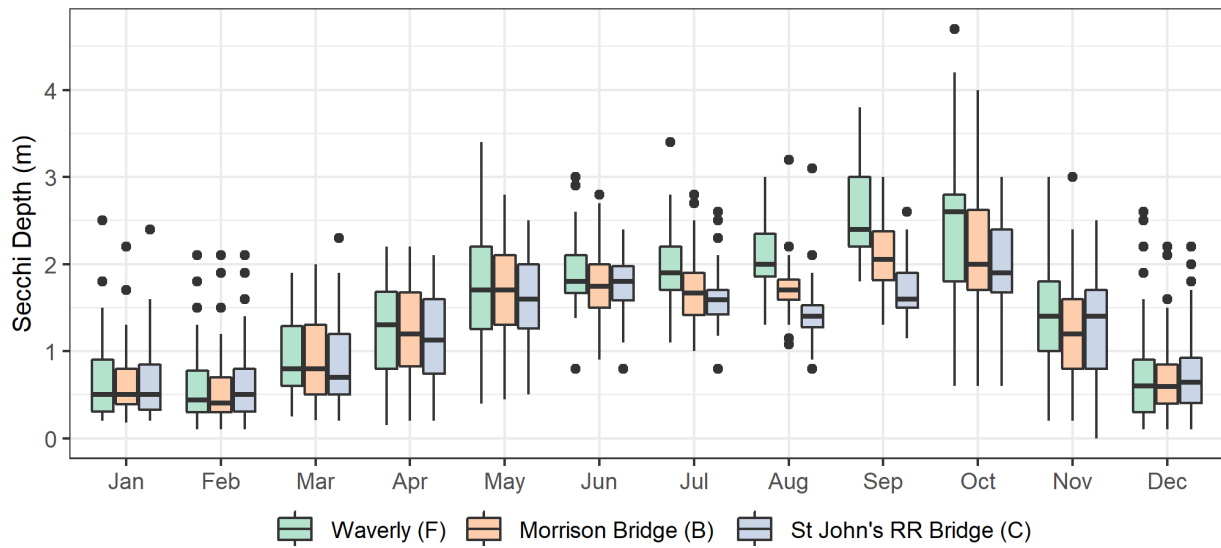 Secchi Depth (m)
4
3
2
1
0
Jan Feb Mar Apr May Jun Jul Aug Sep Oct Nov Dec
Waverly (F) Morrison Bridge (B) St John's RR Bridge (C)